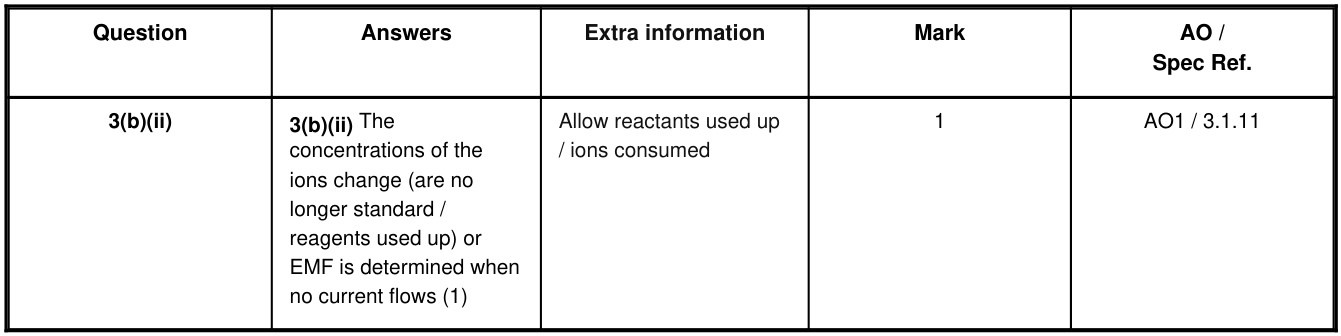 Question Answers Extra information Mark AO /
Spec Ref.
3(b)(ii) 3(b)(ii) The Allow reactants used up 1 AO1 / 3.1.11
concentrations of the / ions consumed
ions change (are no
longer standard /
reagents used up) or
EMF is determined when
no current flows (1)